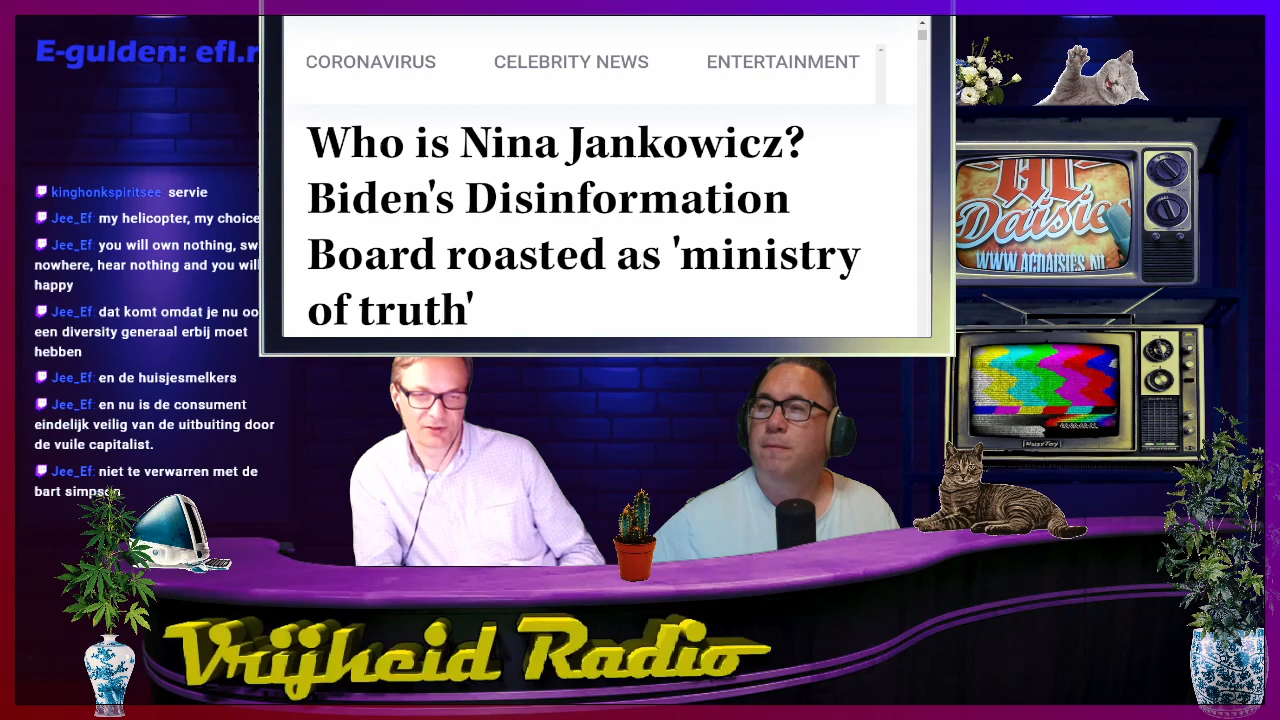 E-gulden: efl.r
CORONAVIRUS CELEBRITY NEWS ENTERTAINMENT
Who is Nina Jankowicz?
Biden's Disinformation
Board roasted as 'ministry
of truth'
kinghonkspiritsee: servie
Jee_Ef: my helicopter, my choice
Jee_Ef: you will own nothing, sw
nowhere, hear nothing and you will
happy
Jee_Ef: dat komt omdat je nu oo
een diversity generaal erbij moet
hebben
Jee_Ef: en de huisjesmelkers
Jee_Ef: en nu is de consument
eindelijk veilig van de uitbuiting door
de vuile capitalist.
Jee_Ef: niet te verwarren met de
bart simpson
Daisies
WWW.ACDAISIES.NL
Vrijheid Radio